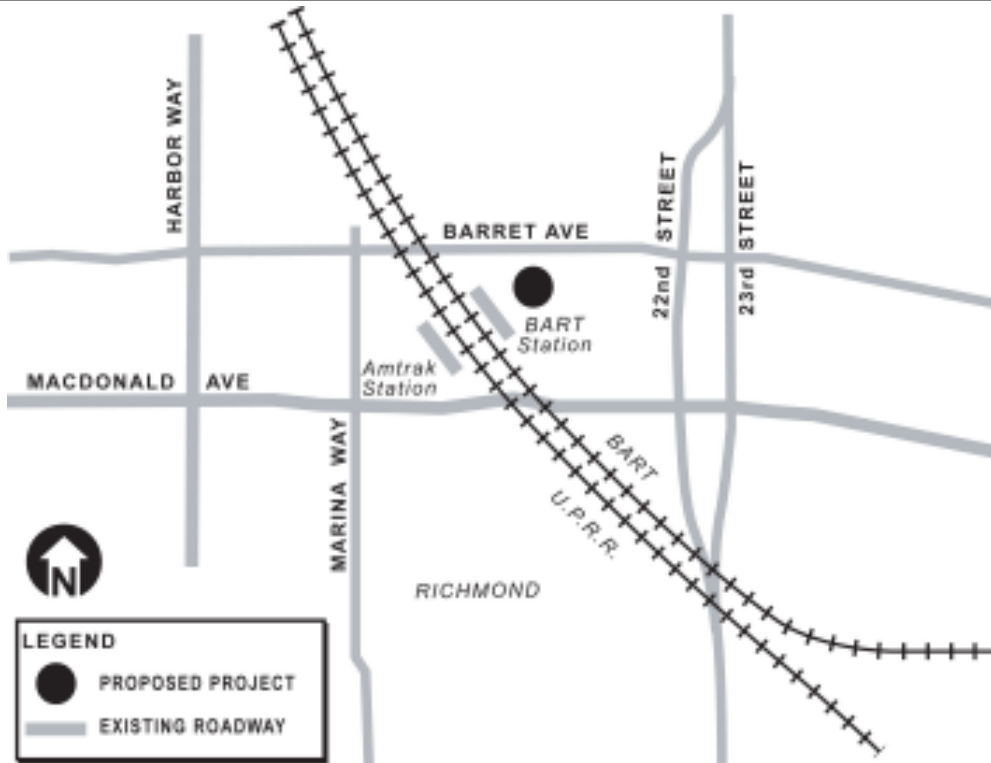 HARBOR WAY
BARRET AVE
22nd STREET
23rd STREET
BART
Station
Amtrak
Station
MACDONALD AVE
MARINA WAY
BART
U.P.R.R.
RICHMOND
N
LEGEND
PROPOSED PROJECT
EXISTING ROADWAY